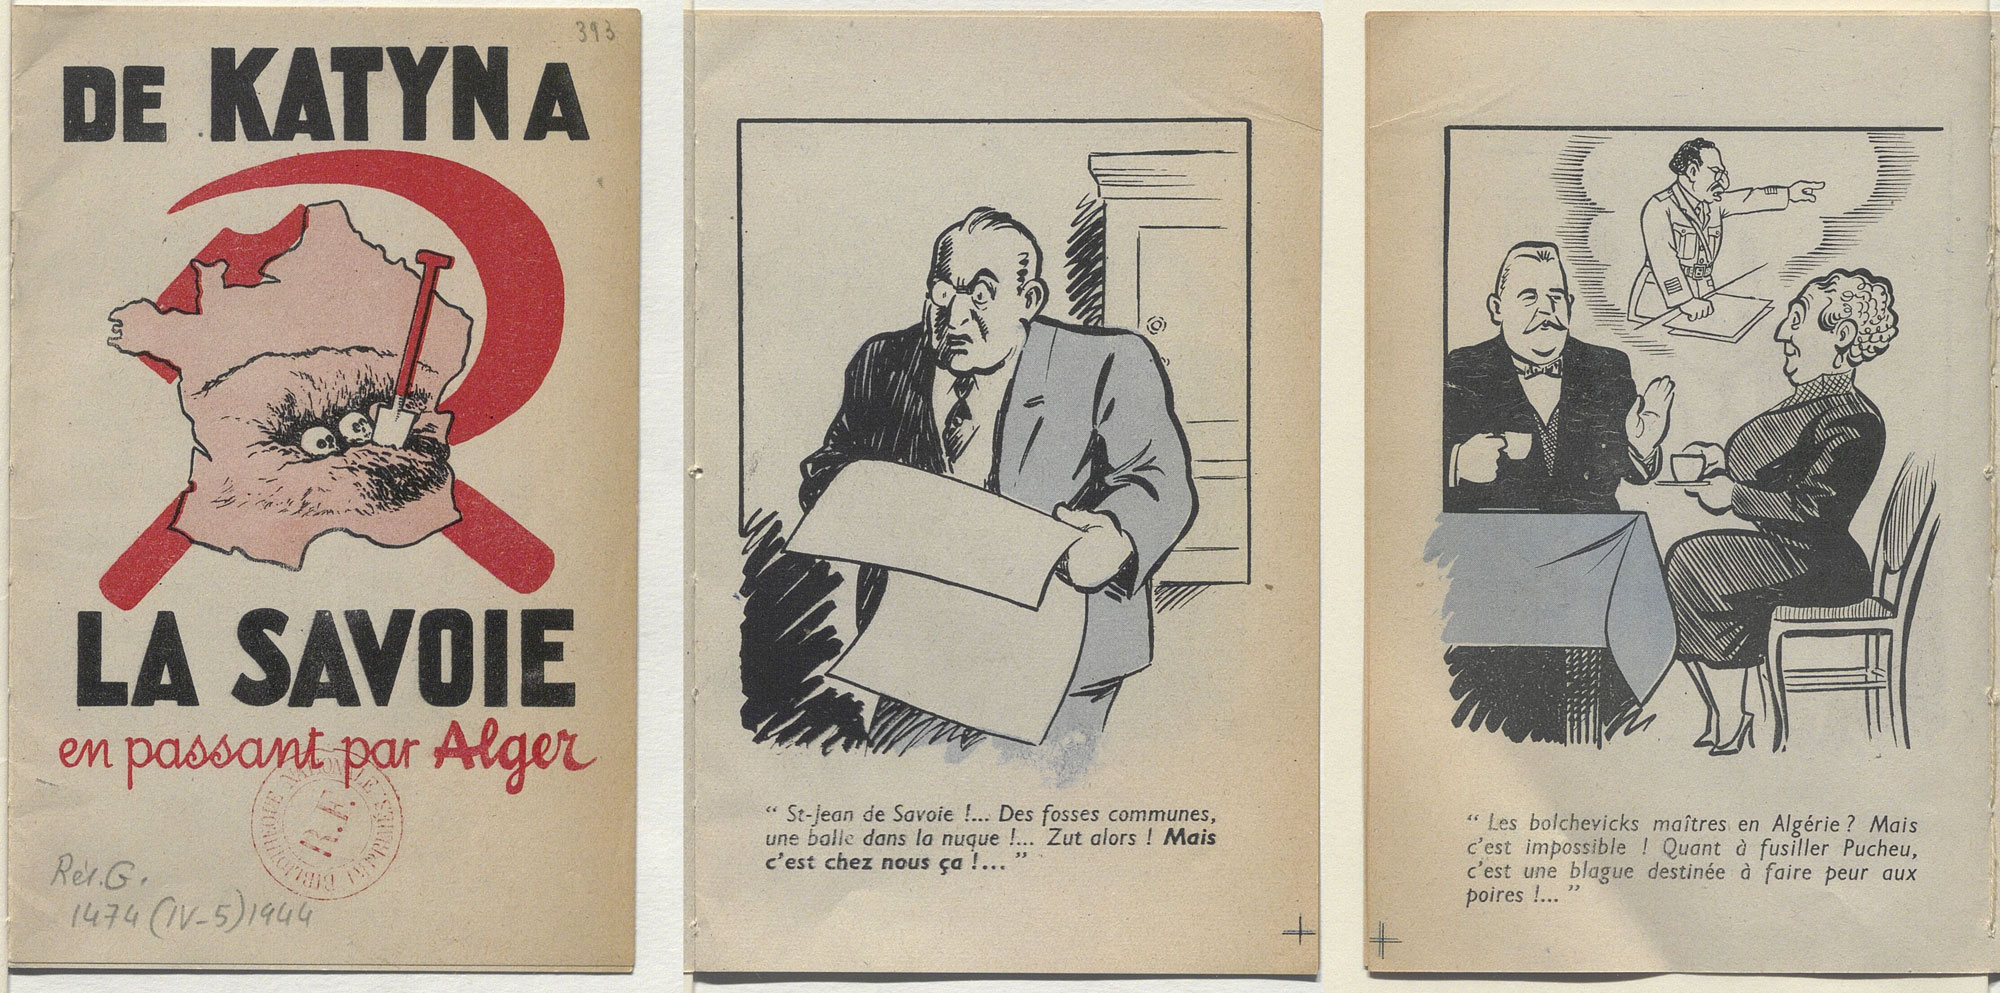 393
DE KATYN A
LA SAVOIE
en passant par Alger
BIBLIOTHEQUE NATIONALE
R.F.
Rés. G.
1474 (IV-5) 1944
“ St-Jean de Savoie !... Des fosses communes,
une balle dans la nuque !... Zut alors ! Mais
c'est chez nous ça !... ”
“ Les bolchevicks maîtres en Algérie ? Mais
c'est impossible ! Quant à fusiller Pucheu,
c'est une blague destinée à faire peur aux
poires !... ”